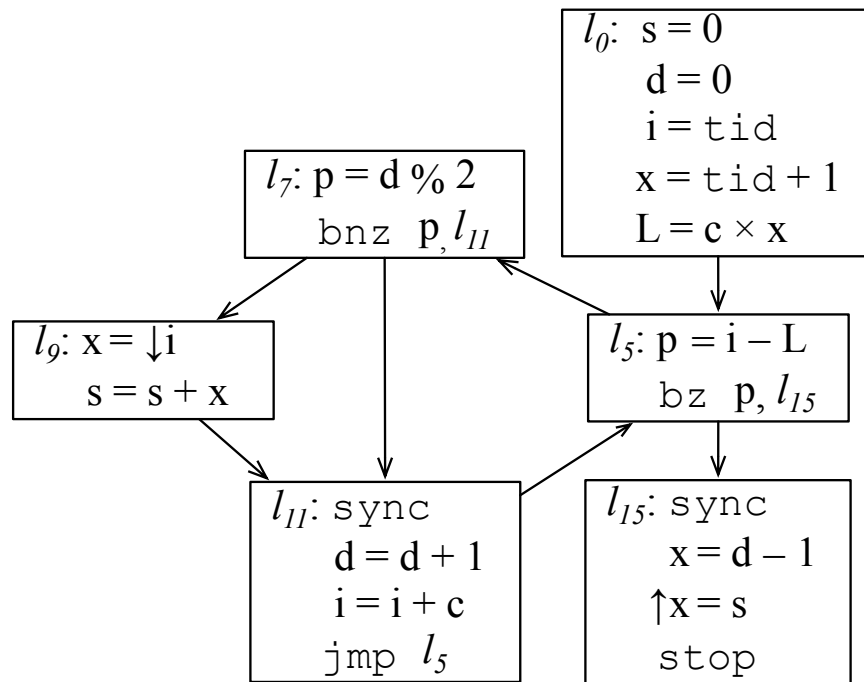 l0: s = 0
d = 0
i = tid
x = tid + 1
L = c × x
l7: p = d % 2
bnz p, l11
l9: x = ↓i
s = s + x
l5: p = i – L
bz p, l15
l11: sync
d = d + 1
i = i + c
jmp l5
l15: sync
x = d – 1
↑x = s
stop